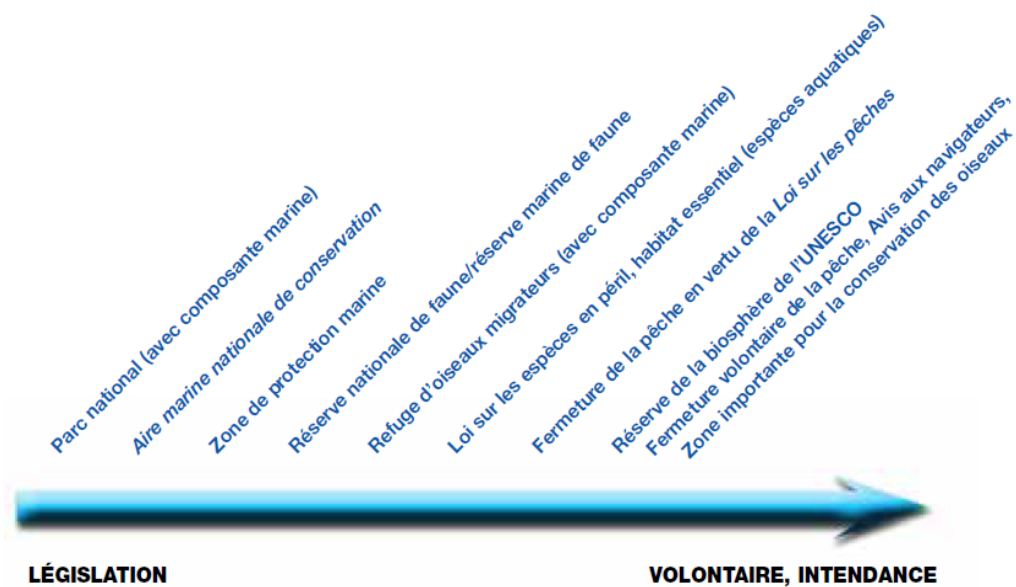 Parc national (avec composante marine)
Aire marine nationale de conservation
Zone de protection marine
Réserve nationale de faune/réserve marine de faune
Refuge d'oiseaux migrateurs (avec composante marine)
Loi sur les espèces en péril, habitat essentiel (espèces aquatiques)
Fermeture de la pêche en vertu de la Loi sur les pêches
Réserve de la biosphère de l'UNESCO
Fermeture volontaire de la pêche, Avis aux navigateurs,
Zone importante pour la conservation des oiseaux
LÉGISLATION
VOLONTAIRE, INTENDANCE